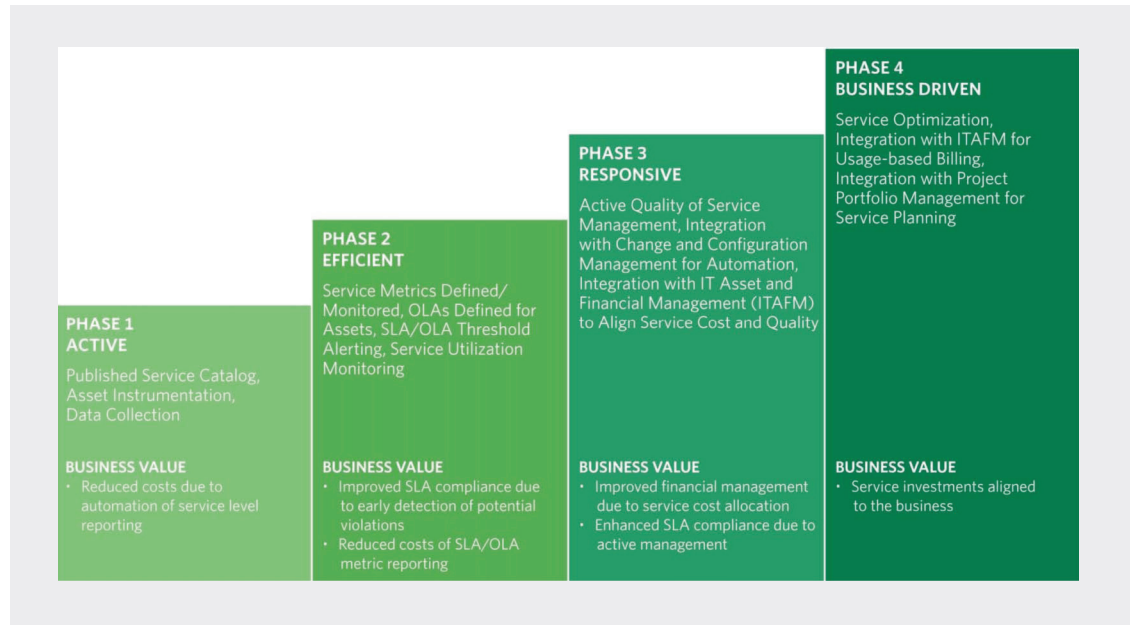 PHASE 1
ACTIVE
Published Service Catalog,
Asset Instrumentation,
Data Collection
BUSINESS VALUE
• Reduced costs due to
automation of service level
reporting
PHASE 2
EFFICIENT
Service Metrics Defined/
Monitored, OLAs Defined for
Assets, SLA/OLA Threshold
Alerting, Service Utilization
Monitoring
BUSINESS VALUE
• Improved SLA compliance due
to early detection of potential
violations
• Reduced costs of SLA/OLA
metric reporting
PHASE 3
RESPONSIVE
Active Quality of Service
Management, Integration
with Change and Configuration
Management for Automation,
Integration with IT Asset and
Financial Management (ITAFM)
to Align Service Cost and Quality
BUSINESS VALUE
• Improved financial management
due to service cost allocation
• Enhanced SLA compliance due to
active management
PHASE 4
BUSINESS DRIVEN
Service Optimization,
Integration with ITAFM for
Usage-based Billing,
Integration with Project
Portfolio Management for
Service Planning
BUSINESS VALUE
• Service investments aligned
to the business